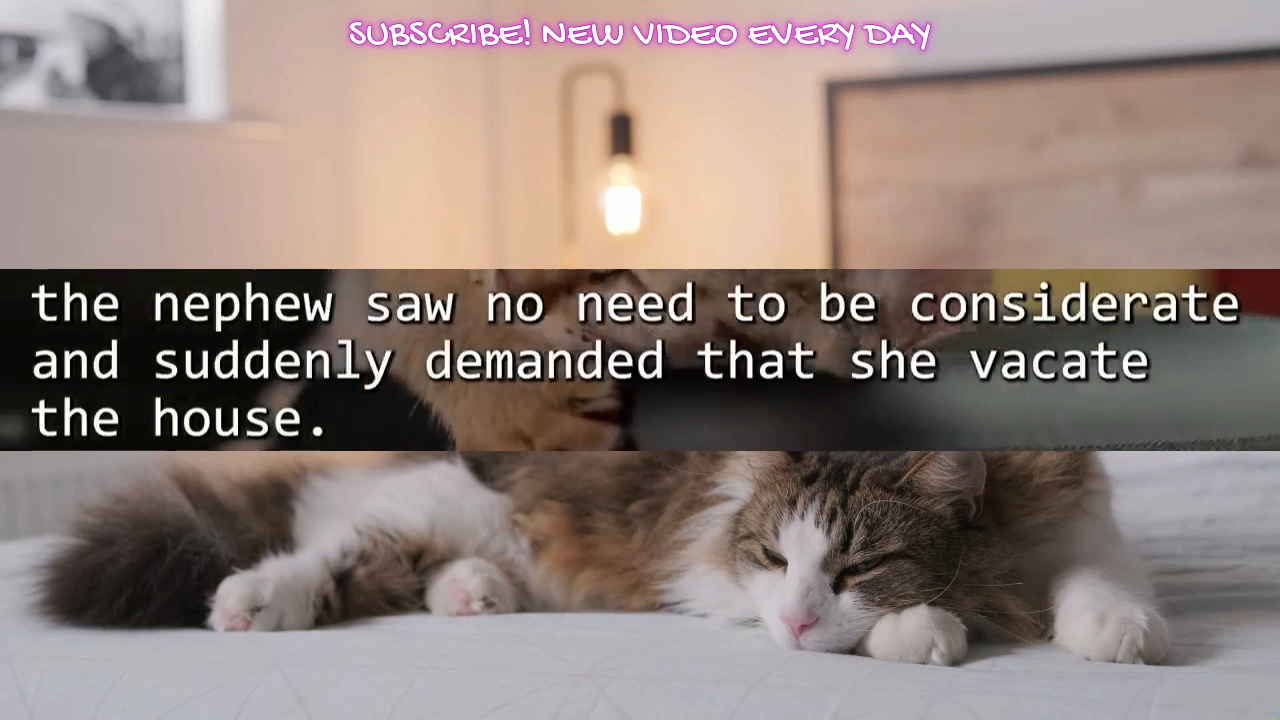 SUBSCRIBE! NEW VIDEO EVERY DAY
the nephew saw no need to be considerate
and suddenly demanded that she vacate
the house.